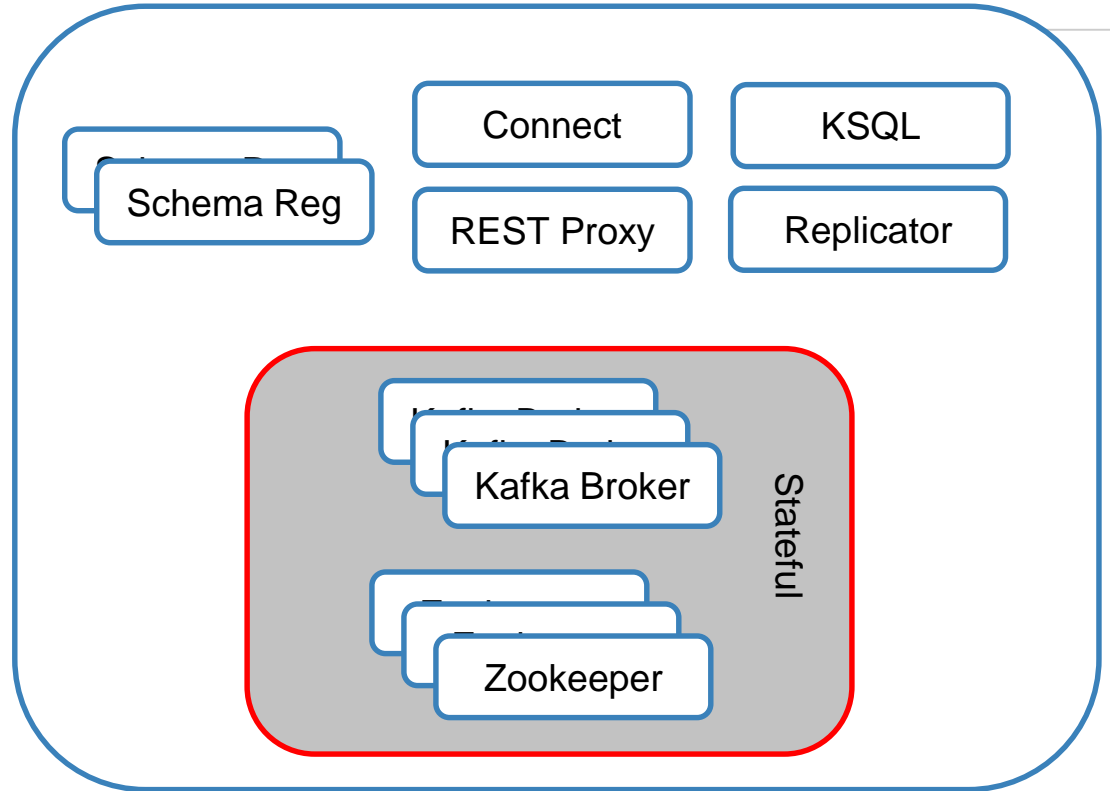 Connect
KSQL
Schema Reg
REST Proxy
Replicator
Kafka Broker
Stateful
Zookeeper